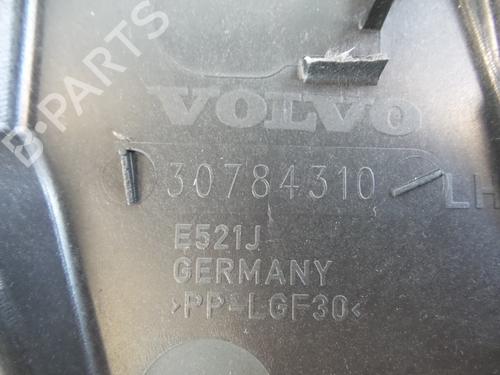 B-PARTS
VOLVO
30784310 LH
E521J
GERMANY
>PP-LGF30<